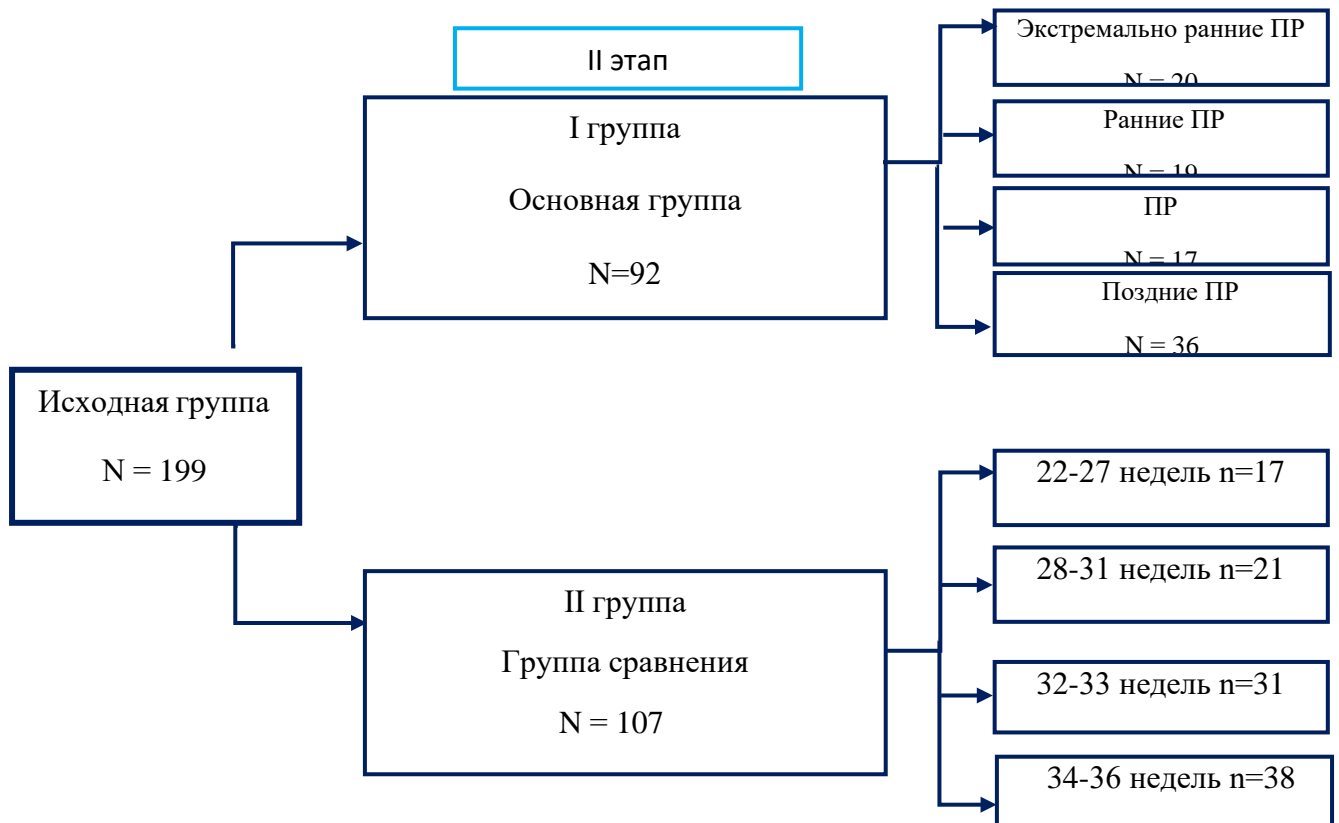 II этап
I группа
Основная группа
N=92
Экстремально ранние ПР
N = 20
Ранние ПР
N = 19
ПР
N = 17
Поздние ПР
N = 36
Исходная группа
N = 199
II группа
Группа сравнения
N = 107
22-27 недель n=17
28-31 недель n=21
32-33 недель n=31
34-36 недель n=38